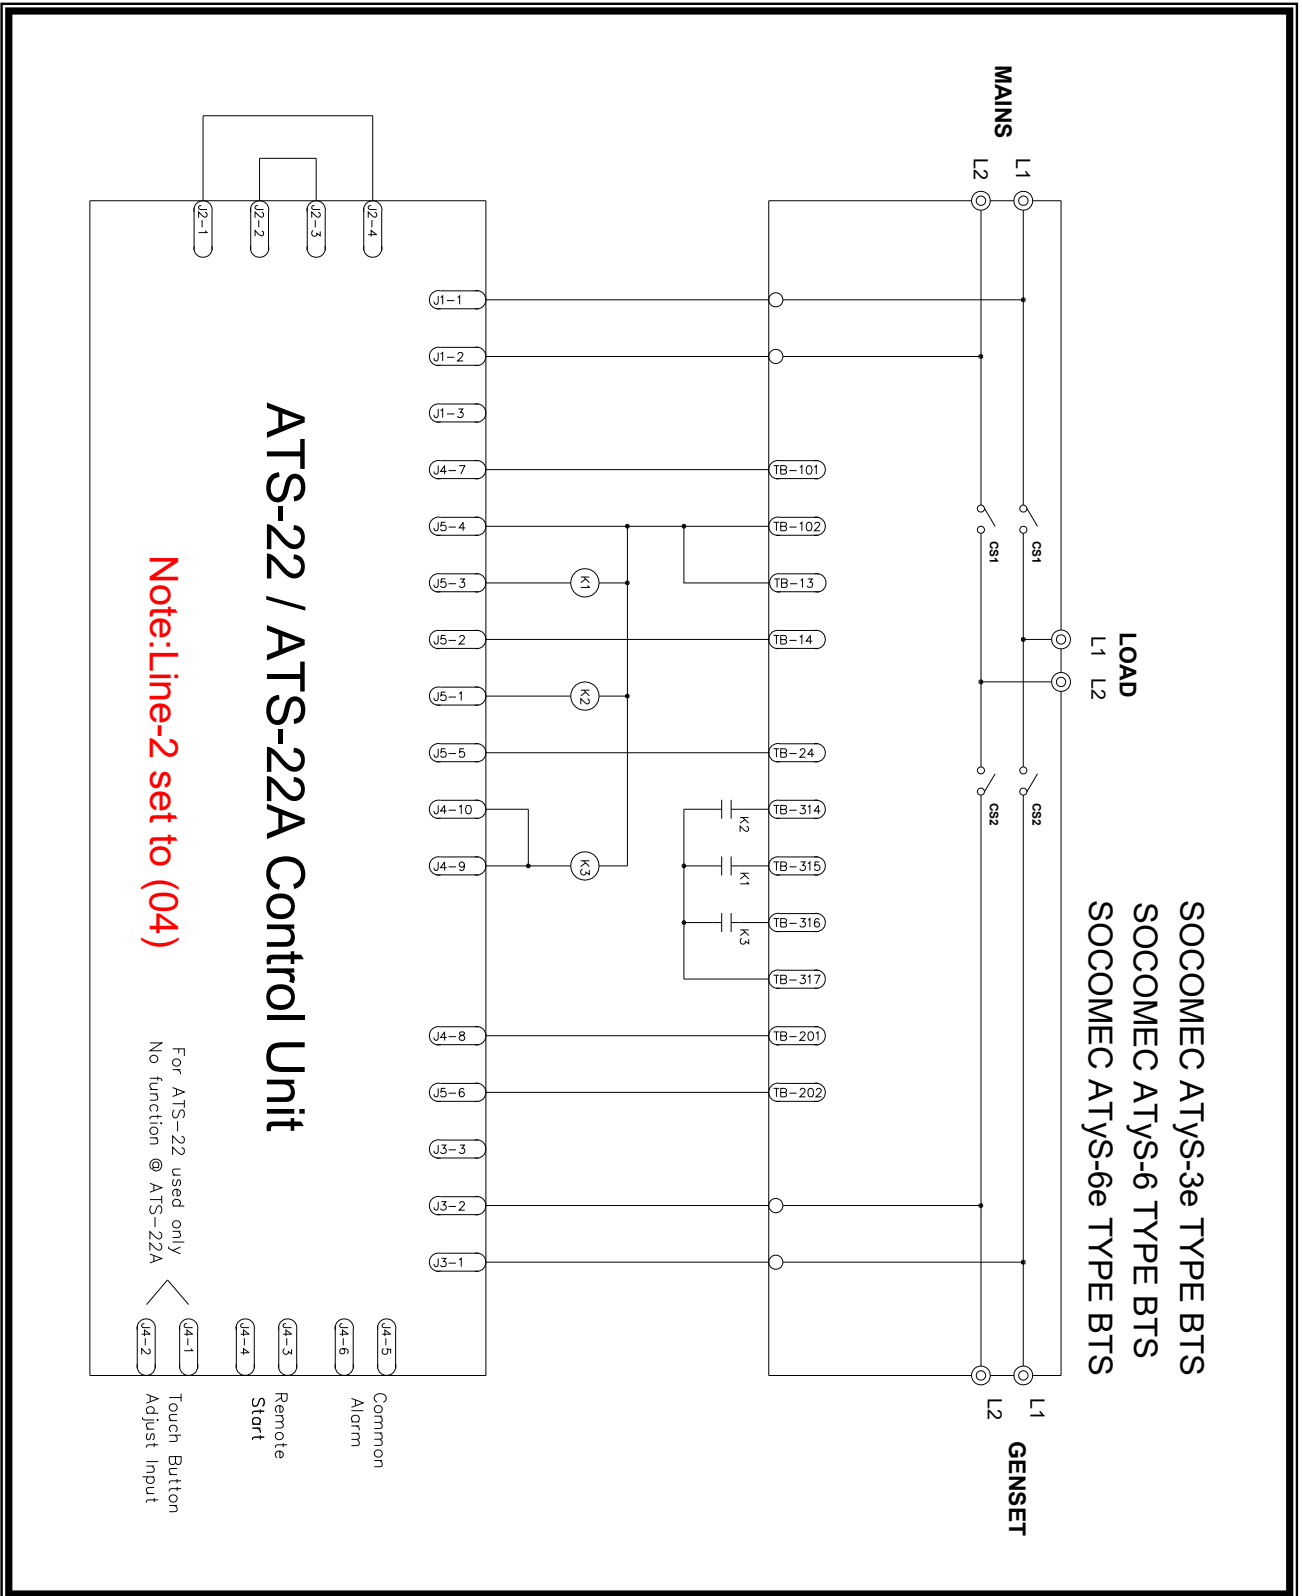 SOCOMEC ATyS-3e TYPE BTS
SOCOMEC ATyS-6 TYPE BTS
SOCOMEC ATyS-6e TYPE BTS
MAINS
L1
L2
LOAD
L1 L2
GENSET
L1
L2
CS1
CS1
CS2
CS2
TB-101
TB-102
TB-13
TB-14
TB-24
TB-314
TB-315
TB-316
TB-317
TB-201
TB-202
K2
K1
K3
K1
K2
K3
J1-1
J1-2
J1-3
J4-7
J5-4
J5-3
J5-2
J5-1
J5-5
J4-10
J4-9
J4-8
J5-6
J3-3
J3-2
J3-1
J2-4
J2-3
J2-2
J2-1
ATS-22 / ATS-22A Control Unit
Note:Line-2 set to (04)
For ATS-22 used only
No function @ ATS-22A
J4-5
J4-6
J4-3
J4-4
J4-1
J4-2
Common
Alarm
Remote
Start
Touch Button
Adjust Input